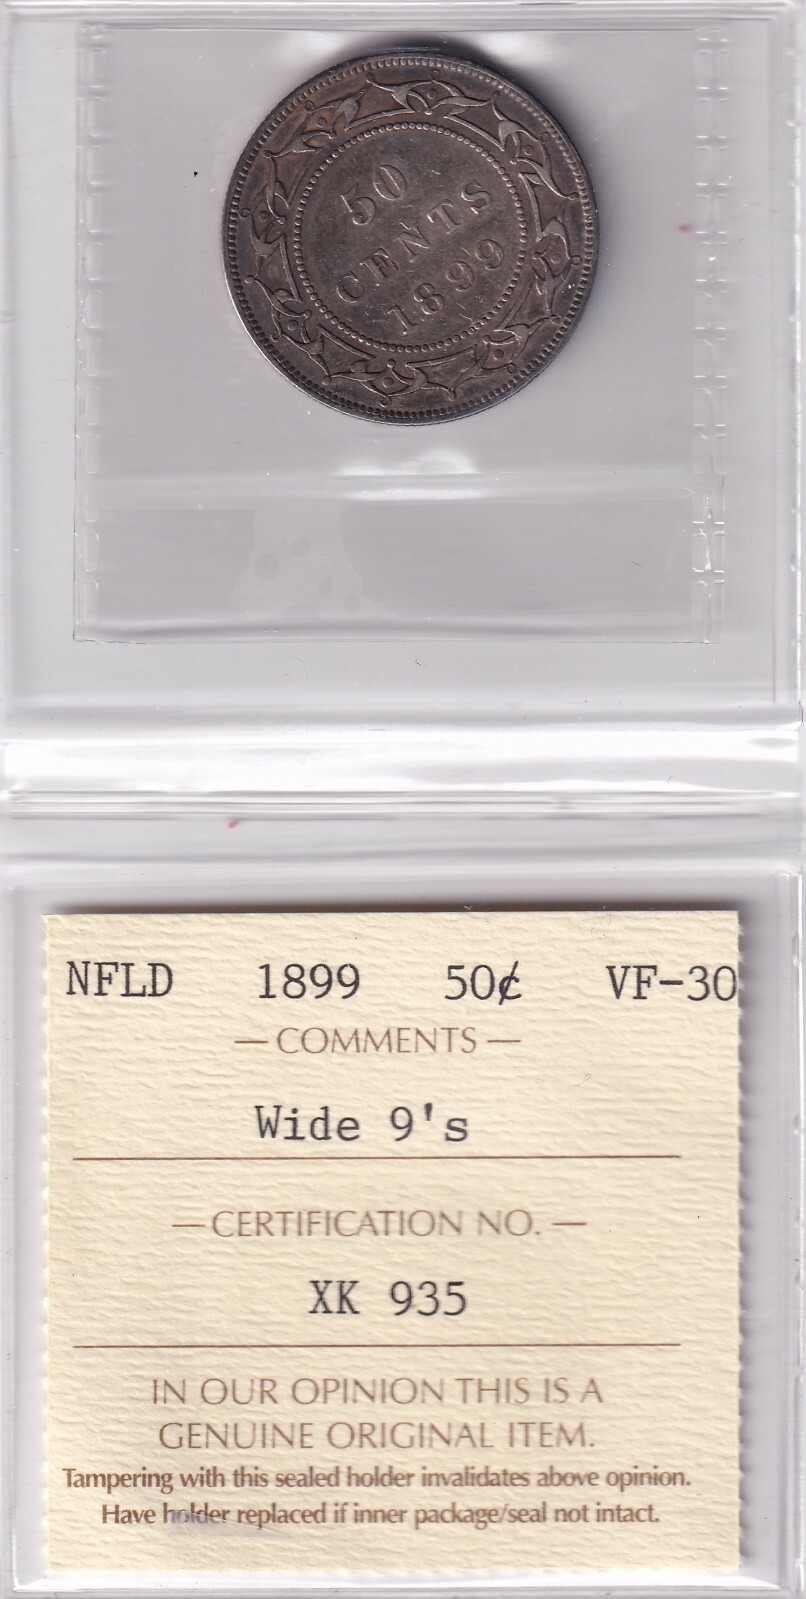 50
CENTS
1899
NFLD 1899 50¢ VF-30
— COMMENTS —
Wide 9's
— CERTIFICATION NO. —
XK 935
IN OUR OPINION THIS IS A
GENUINE ORIGINAL ITEM.
Tampering with this sealed holder invalidates above opinion.
Have holder replaced if inner package/seal not intact.